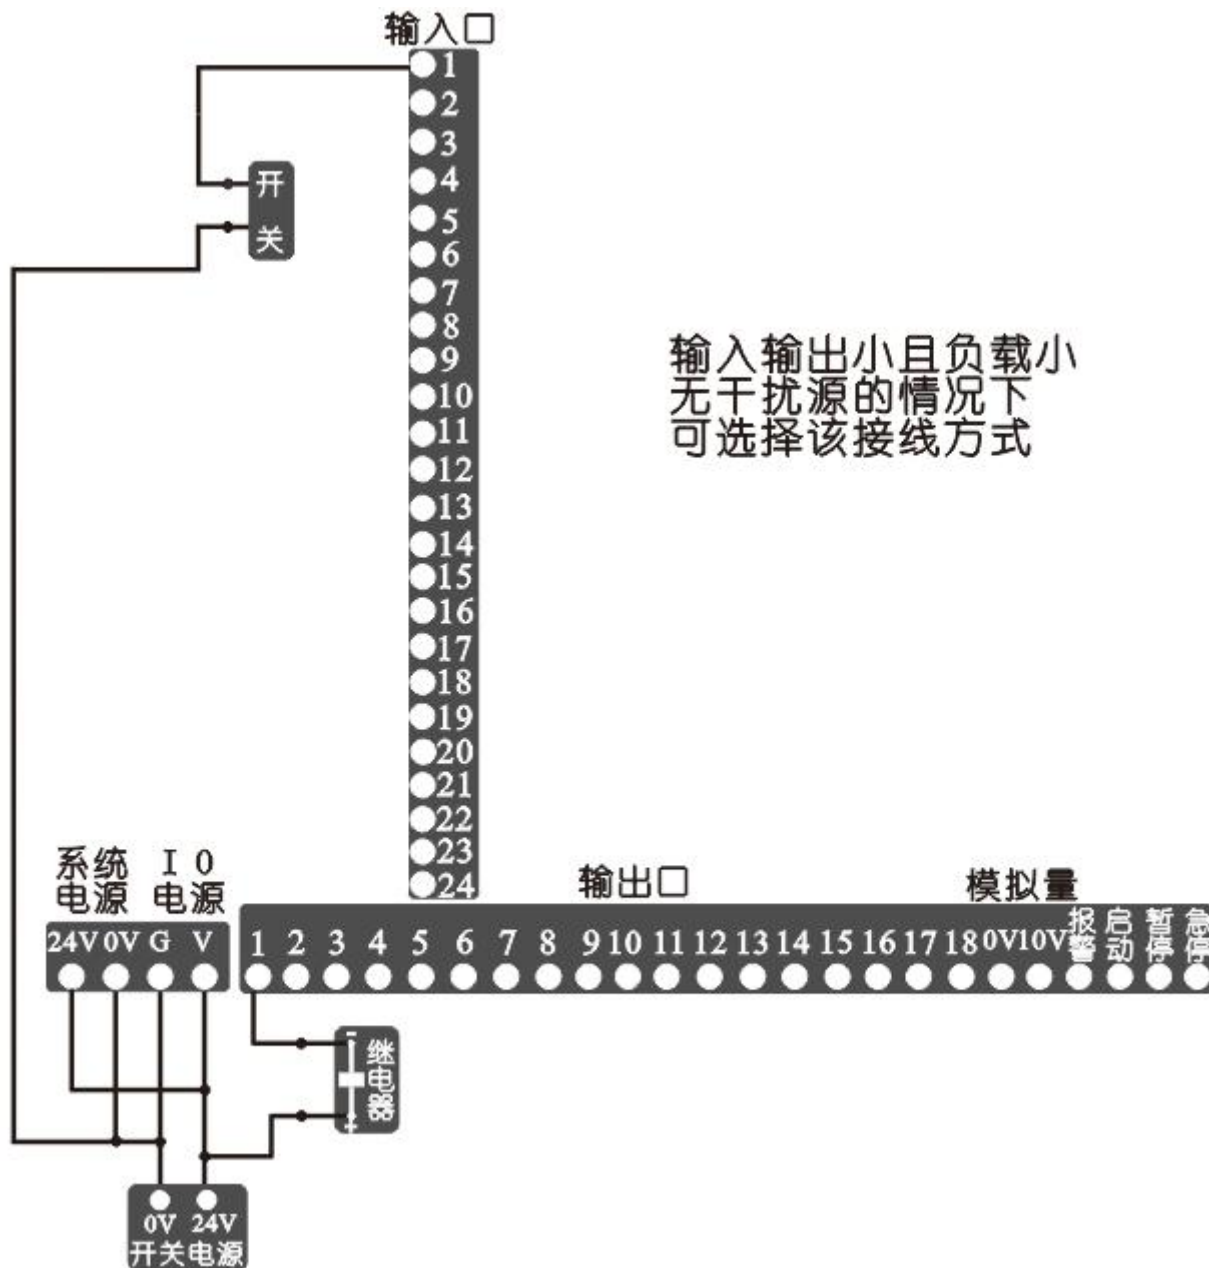 输入口
1
2
3
4
5
6
7
8
9
10
11
12
13
14
15
16
17
18
19
20
21
22
23
24
开关
输入输出小且负载小
无干扰源的情况下
可选择该接线方式
系统电源
IO电源
24V 0V G V
输出口
模拟量
1 2 3 4 5 6 7 8 9 10 11 12 13 14 15 16 17 18 0V 10V 报警 启动 暂停 急停
- 继电器 +
0V 24V
开关电源